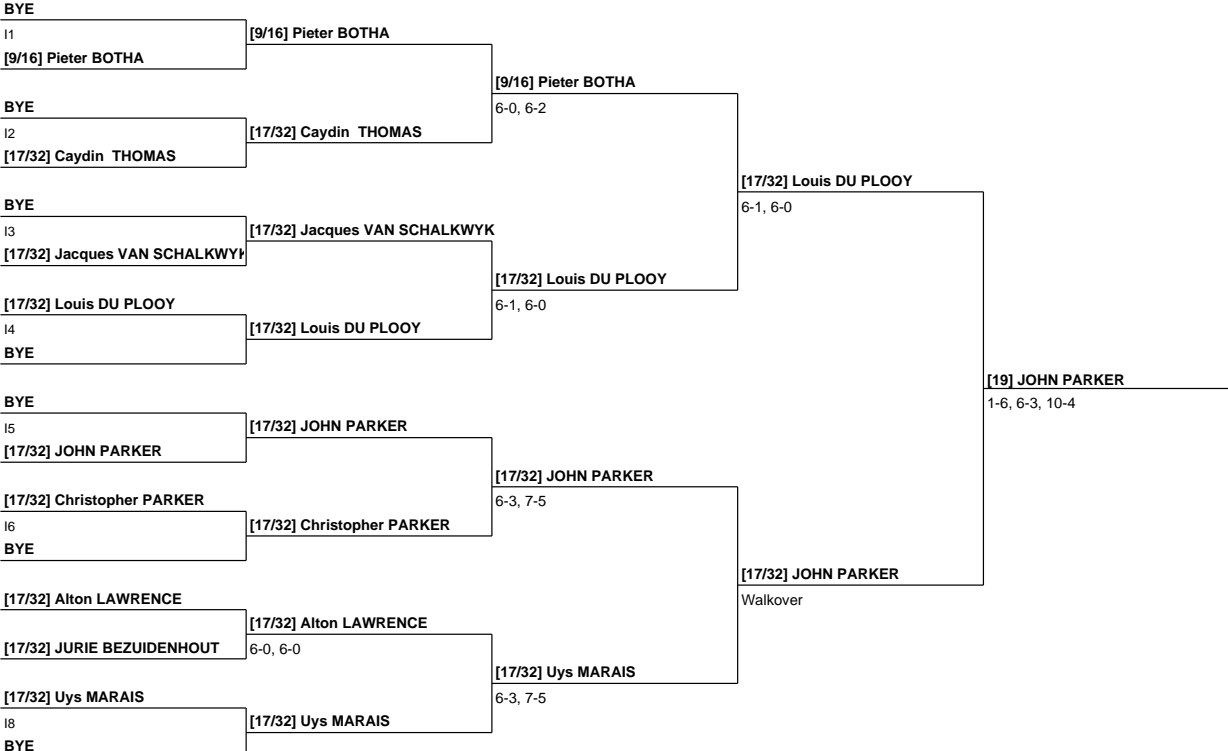 BYE
I1
[9/16] Pieter BOTHA
BYE
I2
[17/32] Caydin THOMAS
BYE
I3
[17/32] Jacques VAN SCHALKWYK
[17/32] Louis DU PLOOY
I4
BYE
BYE
I5
[17/32] JOHN PARKER
[17/32] Christopher PARKER
I6
BYE
[17/32] Alton LAWRENCE
[17/32] JURIE BEZUIDENHOUT
[17/32] Uys MARAIS
I8
BYE
[9/16] Pieter BOTHA
[17/32] Caydin THOMAS
[17/32] Jacques VAN SCHALKWYK
[17/32] Louis DU PLOOY
[17/32] JOHN PARKER
[17/32] Christopher PARKER
[17/32] Alton LAWRENCE
6-0, 6-0
[17/32] Uys MARAIS
[9/16] Pieter BOTHA
6-0, 6-2
[17/32] Louis DU PLOOY
6-1, 6-0
[17/32] JOHN PARKER
6-3, 7-5
[17/32] Uys MARAIS
6-3, 7-5
[17/32] Louis DU PLOOY
6-1, 6-0
[17/32] JOHN PARKER
Walkover
[19] JOHN PARKER
1-6, 6-3, 10-4